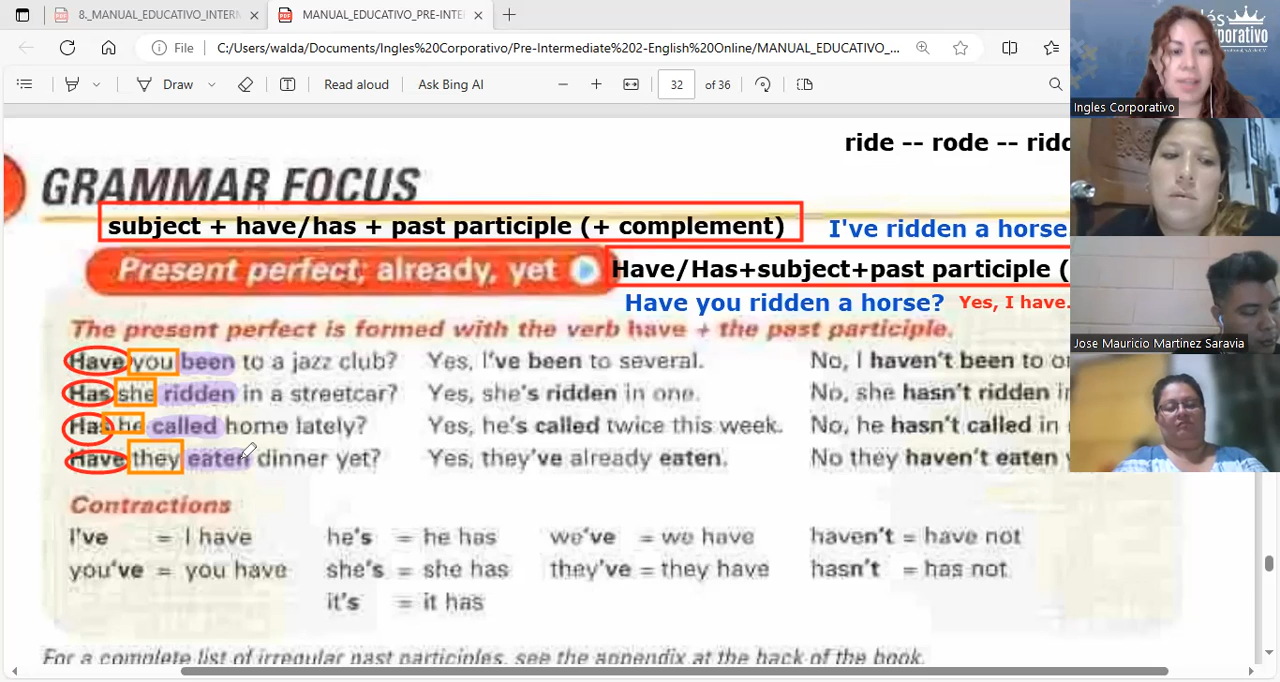 8._MANUAL_EDUCATIVO_INTERM
MANUAL_EDUCATIVO_PRE-INTE
File
C:/Users/walda/Documents/Ingles%20Corporativo/Pre-Intermediate%202-English%20Online/MANUAL_EDUCATIVO_...
Draw
Read aloud
Ask Bing AI
32 of 36
Ingles Corporativo
Jose Mauricio Martinez Saravia
ride -- rode -- ridd
GRAMMAR FOCUS
subject + have/has + past participle (+ complement)
I've ridden a horse
Present perfect; already, yet
Have/Has+subject+past participle (
Have you ridden a horse? Yes, I have.
The present perfect is formed with the verb have + the past participle.
Have you been to a jazz club? Yes, I've been to several. No, I haven't been to
Has she ridden in a streetcar? Yes, she's ridden in one. No, she hasn't ridden
Has he called home lately? Yes, he's called twice this week. No, he hasn't called in
Have they eaten dinner yet? Yes, they've already eaten. No they haven't eaten
Contractions
I've = I have he's = he has we've = we have haven't = have not
you've = you have she's = she has they've = they have hasn't = has not
it's = it has
For a complete list of irregular past participles, see the appendix at the back of the book.